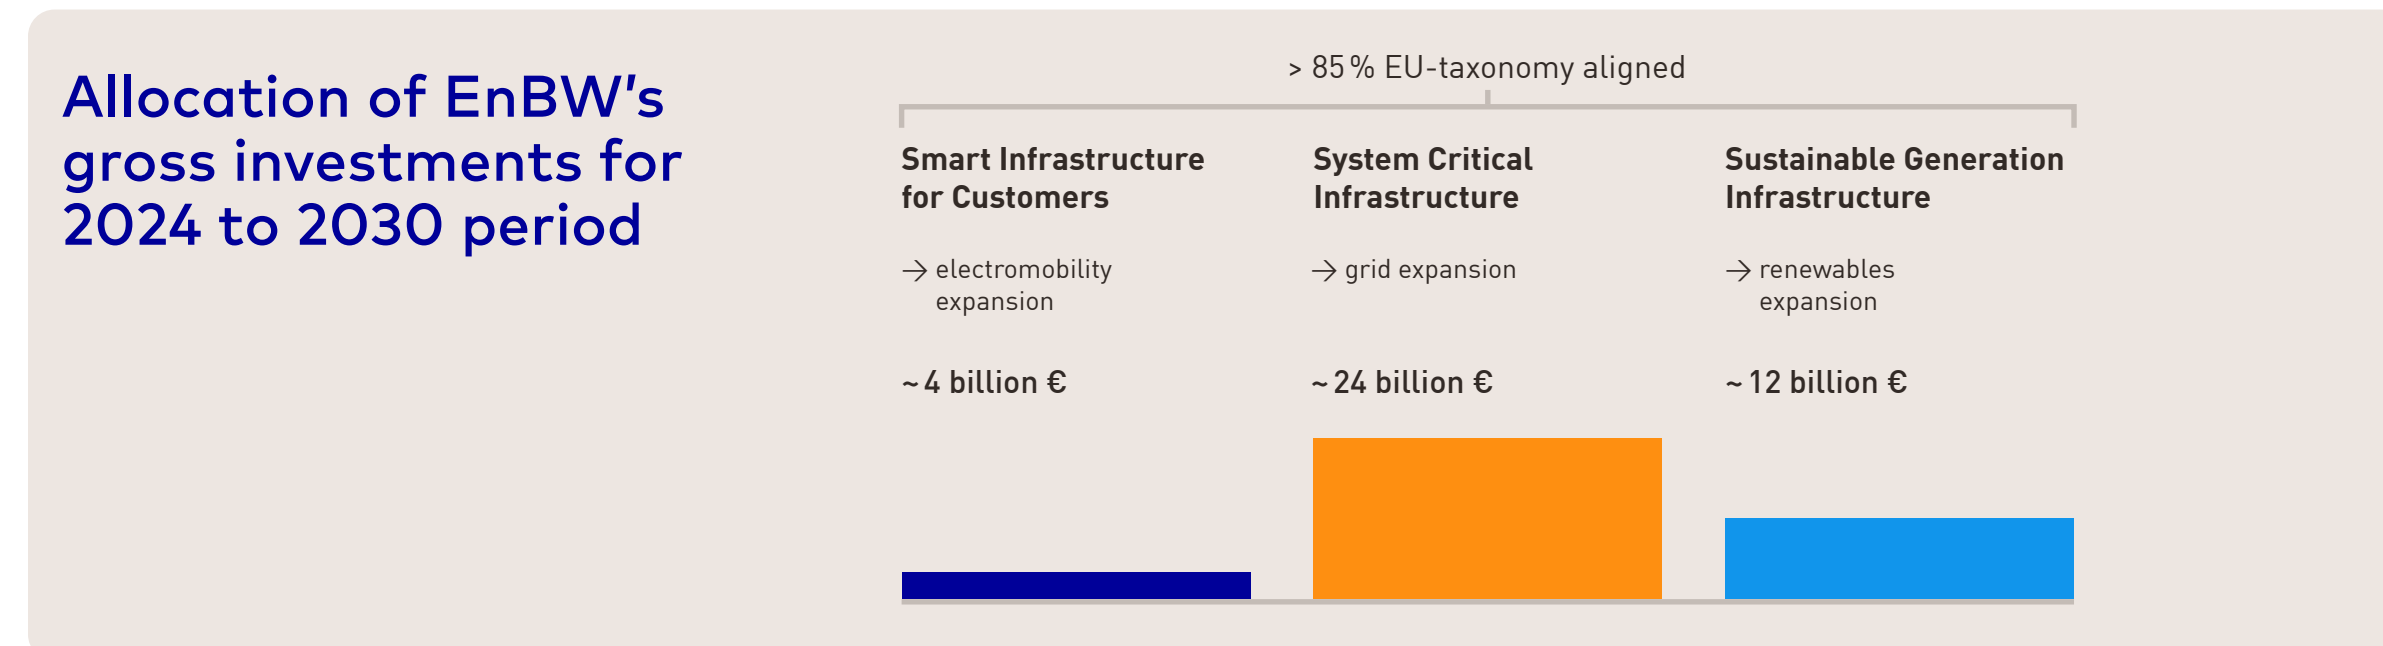 Allocation of EnBW’s
gross investments for
2024 to 2030 period
> 85 % EU-taxonomy aligned
Smart Infrastructure
for Customers
→ electromobility
expansion
~ 4 billion €
System Critical
Infrastructure
→ grid expansion
~ 24 billion €
Sustainable Generation
Infrastructure
→ renewables
expansion
~ 12 billion €